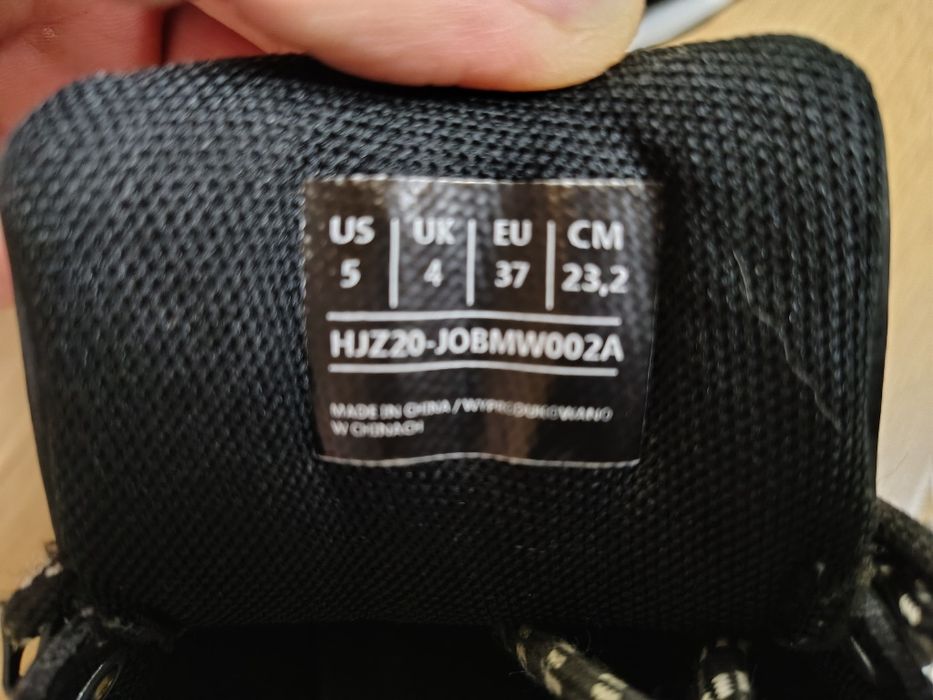 US | UK | EU | CM
5 | 4 | 37 | 23,2
HJZ20-JOBMW002A
MADE IN CHINA / WYPRODUKOWANO
W CHINACH